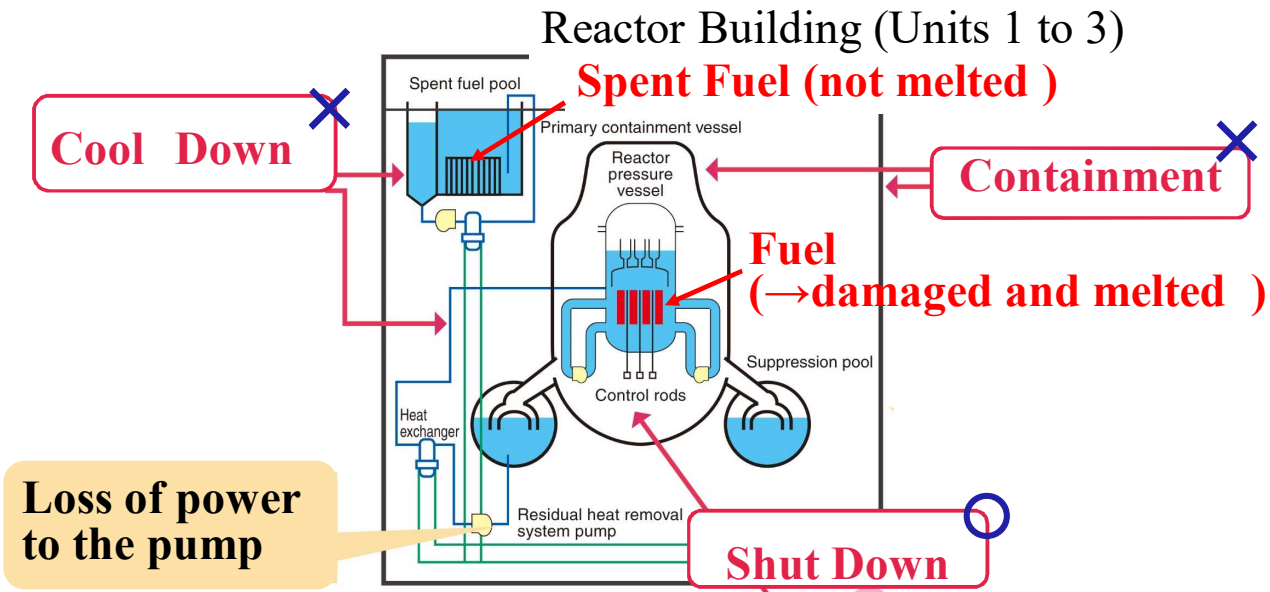 Reactor Building (Units 1 to 3)
Spent fuel pool
Spent Fuel (not melted )
Cool Down
Primary containment vessel
Reactor
pressure
vessel
Containment
Fuel
(→damaged and melted )
Suppression pool
Control rods
Heat
exchanger
Loss of power
to the pump
Residual heat removal
system pump
Shut Down